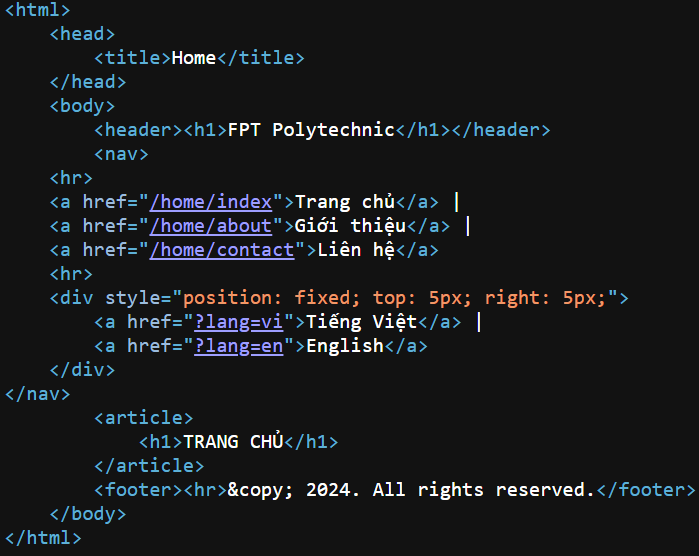 <html>
    <head>
        <title>Home</title>
    </head>
    <body>
        <header><h1>FPT Polytechnic</h1></header>
        <nav>
    <hr>
    <a href="/home/index">Trang chủ</a> |
    <a href="/home/about">Giới thiệu</a> |
    <a href="/home/contact">Liên hệ</a>
    <hr>
    <div style="position: fixed; top: 5px; right: 5px;">
        <a href="?lang=vi">Tiếng Việt</a> |
        <a href="?lang=en">English</a>
    </div>
</nav>
        <article>
            <h1>TRANG CHỦ</h1>
        </article>
        <footer><hr>&copy; 2024. All rights reserved.</footer>
    </body>
</html>